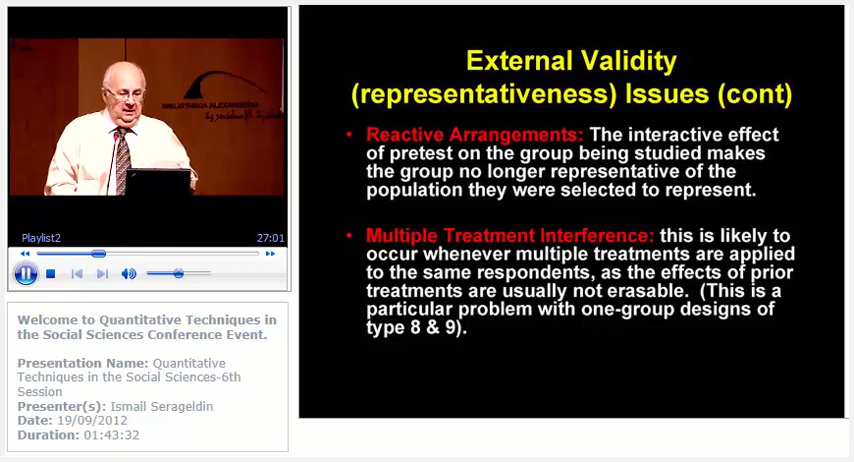 BIBLIOTHECA ALEXANDRINA
Playlist2
27:01
Welcome to Quantitative Techniques in
the Social Sciences Conference Event.
Presentation Name: Quantitative
Techniques in the Social Sciences-6th
Session
Presenter(s): Ismail Serageldin
Date: 19/09/2012
Duration: 01:43:32
External Validity
(representativeness) Issues (cont)
• Reactive Arrangements: The interactive effect
of pretest on the group being studied makes
the group no longer representative of the
population they were selected to represent.
• Multiple Treatment Interference: this is likely to
occur whenever multiple treatments are applied
to the same respondents, as the effects of prior
treatments are usually not erasable. (This is a
particular problem with one-group designs of
type 8 & 9).